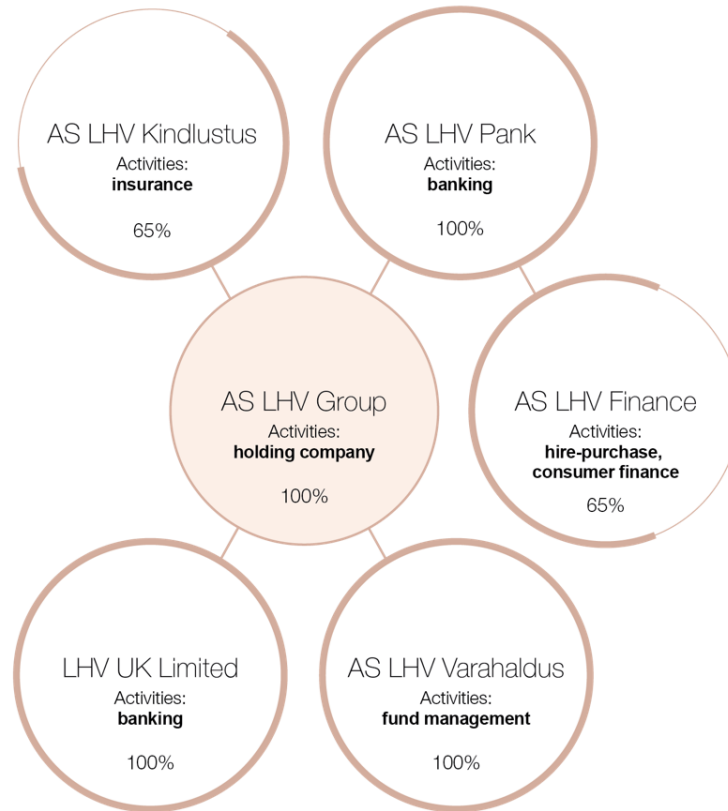 AS LHV Kindlustus
Activities:
insurance
65%
AS LHV Pank
Activities:
banking
100%
AS LHV Group
Activities:
holding company
100%
AS LHV Finance
Activities:
hire-purchase,
consumer finance
65%
LHV UK Limited
Activities:
banking
100%
AS LHV Varahaldus
Activities:
fund management
100%